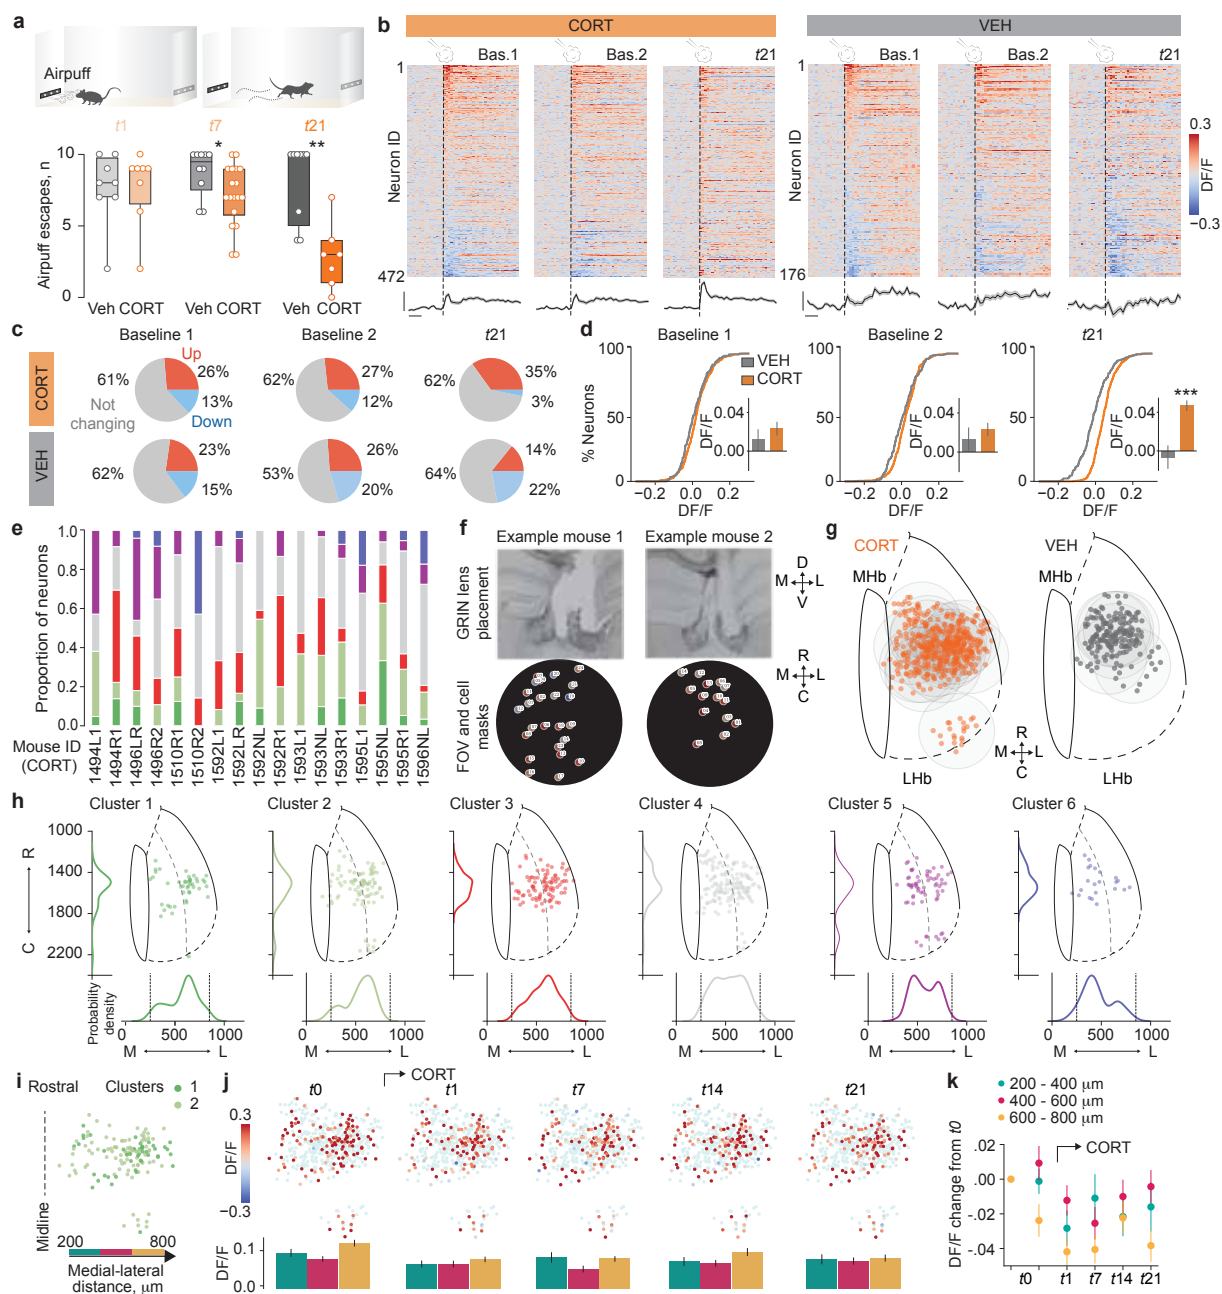 a
Airpuff
t1
t7
t21
*
**
10
5
0
Airpuff escapes, n
Veh CORT
Veh CORT
Veh CORT
b
CORT
VEH
Bas.1
Bas.2
t21
Bas.1
Bas.2
t21
1
Neuron ID
472
1
Neuron ID
176
0.3
DF/F
−0.3
c
Baseline 1
Baseline 2
t21
CORT
Up
61%
26%
13%
Not changing
Down
62%
27%
12%
62%
35%
3%
VEH
62%
23%
15%
53%
26%
20%
64%
14%
22%
d
Baseline 1
Baseline 2
t21
VEH
CORT
100
50
0
% Neurons
−0.2
0.0
0.2
DF/F
0.04
0.00
DF/F
100
50
0
−0.2
0.0
0.2
DF/F
0.04
0.00
DF/F
100
50
0
−0.2
0.0
0.2
DF/F
0.04
0.00
DF/F
***
e
1.0
0.8
0.6
0.4
0.2
0.0
Proportion of neurons
Mouse ID
(CORT)
1494L1
1494R1
1496LR
1496R2
1510R1
1510R2
1592L1
1592LR
1592NL
1592R1
1593L1
1593NL
1593R1
1595L1
1595NL
1595R1
1596NL
f
Example mouse 1
Example mouse 2
GRIN lens
placement
D
M L
V
FOV and cell
masks
R
M L
C
g
CORT
MHb
LHb
VEH
MHb
LHb
R
M L
C
h
Cluster 1
Cluster 2
Cluster 3
Cluster 4
Cluster 5
Cluster 6
1000
1400
1800
2200
R
C
Probability
density
0 500 1000
M L
0 500 1000
M L
0 500 1000
M L
0 500 1000
M L
0 500 1000
M L
0 500 1000
M L
i
Rostral
Clusters
1
2
Midline
200
800
Medial-lateral
distance, µm
j
CORT
t0
t1
t7
t14
t21
0.3
DF/F
−0.3
0.1
0.0
DF/F
k
200 - 400 µm
400 - 600 µm
600 - 800 µm
CORT
.02
.00
-.02
-.04
DF/F change from t0
t0
t1
t7
t14
t21